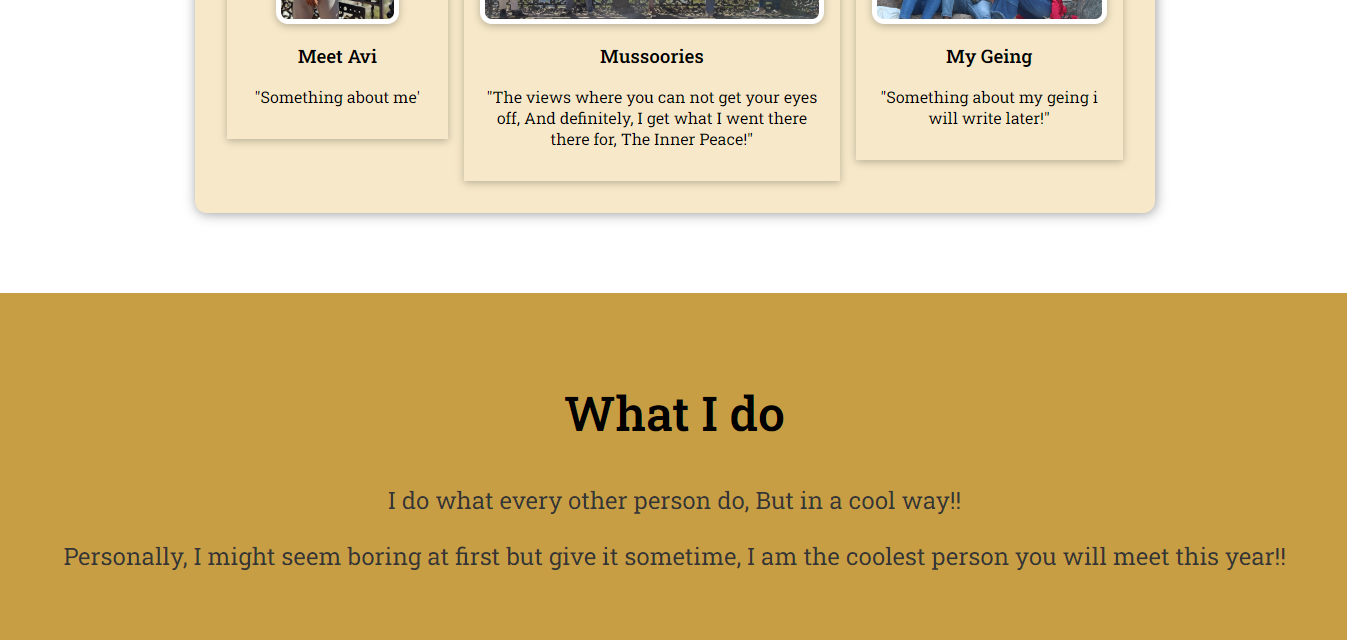 Meet Avi
"Something about me'
Mussoories
"The views where you can not get your eyes
off, And definitely, I get what I went there
there for, The Inner Peace!"
My Geing
"Something about my geing i
will write later!"
What I do
I do what every other person do, But in a cool way!!
Personally, I might seem boring at first but give it sometime, I am the coolest person you will meet this year!!